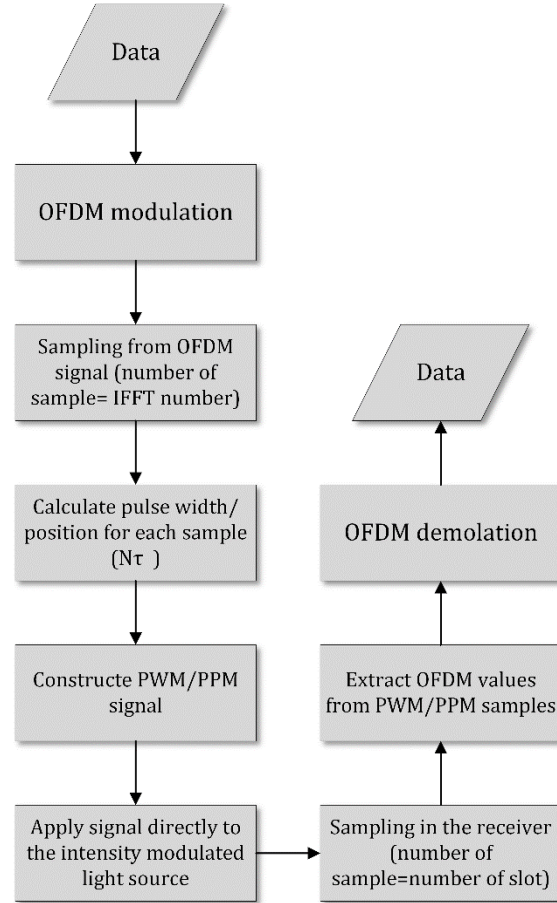 Data
OFDM modulation
Sampling from OFDM
signal (number of
sample= IFFT number)
Calculate pulse width/
position for each sample
(Nτ )
Constructe PWM/PPM
signal
Apply signal directly to
the intensity modulated
light source
Sampling in the receiver
(number of
sample=number of slot)
Extract OFDM values
from PWM/PPM samples
OFDM demolation
Data